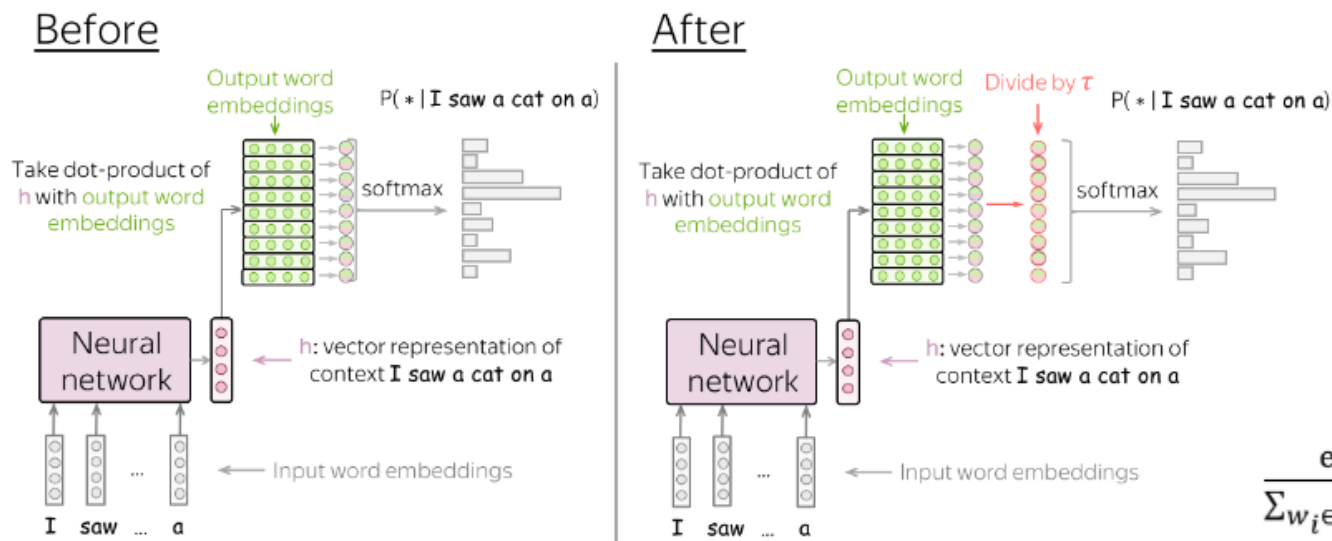 Before
Output word
embeddings
P( * | I saw a cat on a)
Take dot-product of
h with output word
embeddings
softmax
Neural
network
h: vector representation of
context I saw a cat on a
... Input word embeddings
I saw ... a
After
Output word
embeddings
Divide by τ
P( * | I saw a cat on a)
Take dot-product of
h with output word
embeddings
softmax
Neural
network
h: vector representation of
context I saw a cat on a
... Input word embeddings
I saw ... a
e
∑wᵢ∈